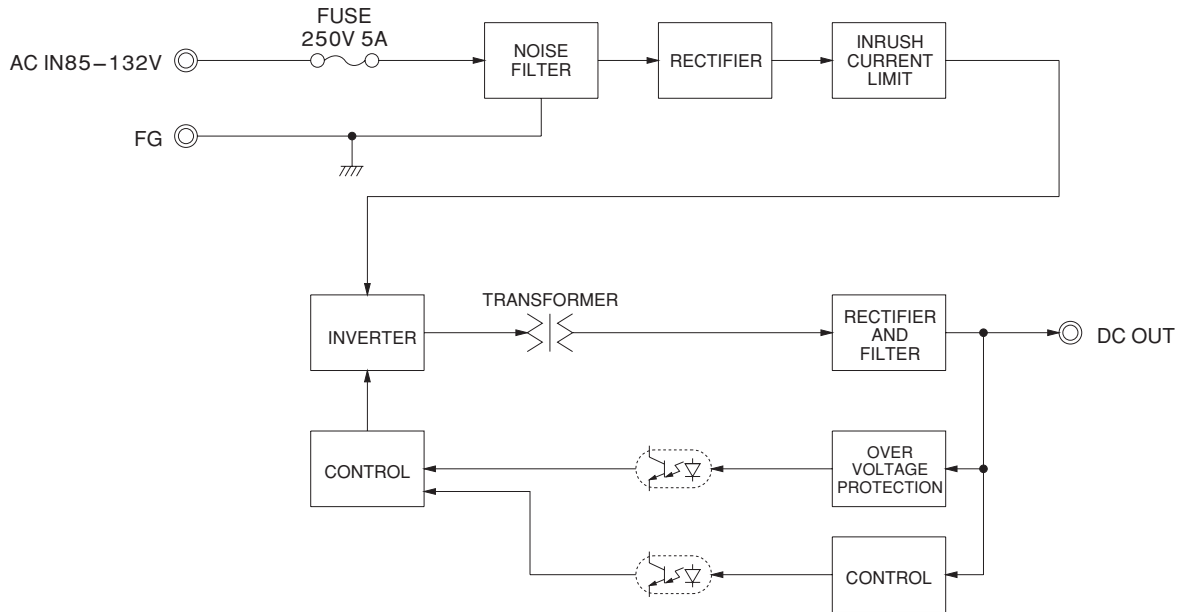 FUSE
250V 5A
AC IN85–132V
NOISE
FILTER
RECTIFIER
INRUSH
CURRENT
LIMIT
FG
TRANSFORMER
INVERTER
RECTIFIER
AND
FILTER
DC OUT
CONTROL
OVER
VOLTAGE
PROTECTION
CONTROL